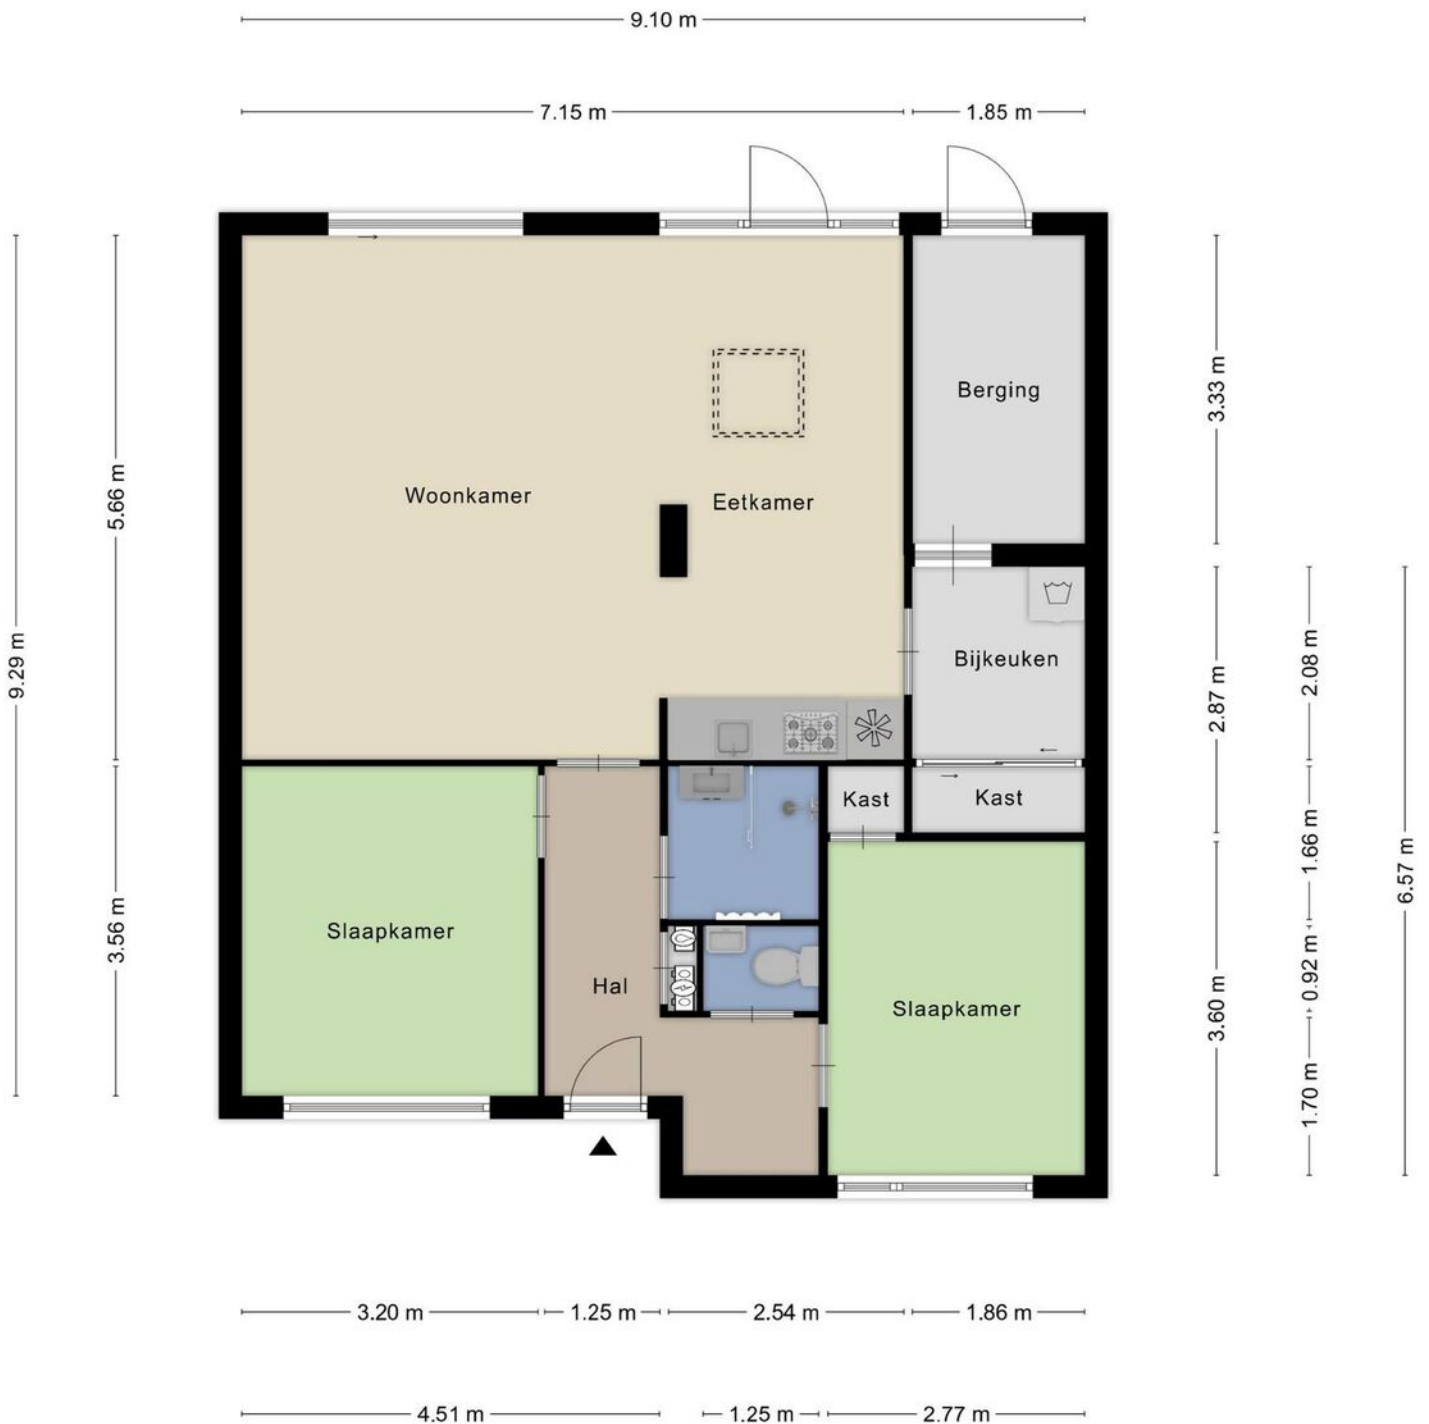 9.10 m
7.15 m
1.85 m
Berging
3.33 m
5.66 m
Woonkamer
Eetkamer
9.29 m
Bijkeuken
2.87 m
2.08 m
Kast
Kast
1.66 m
6.57 m
3.56 m
Slaapkamer
Hal
Slaapkamer
3.60 m
0.92 m
1.70 m
3.20 m
1.25 m
2.54 m
1.86 m
4.51 m
1.25 m
2.77 m